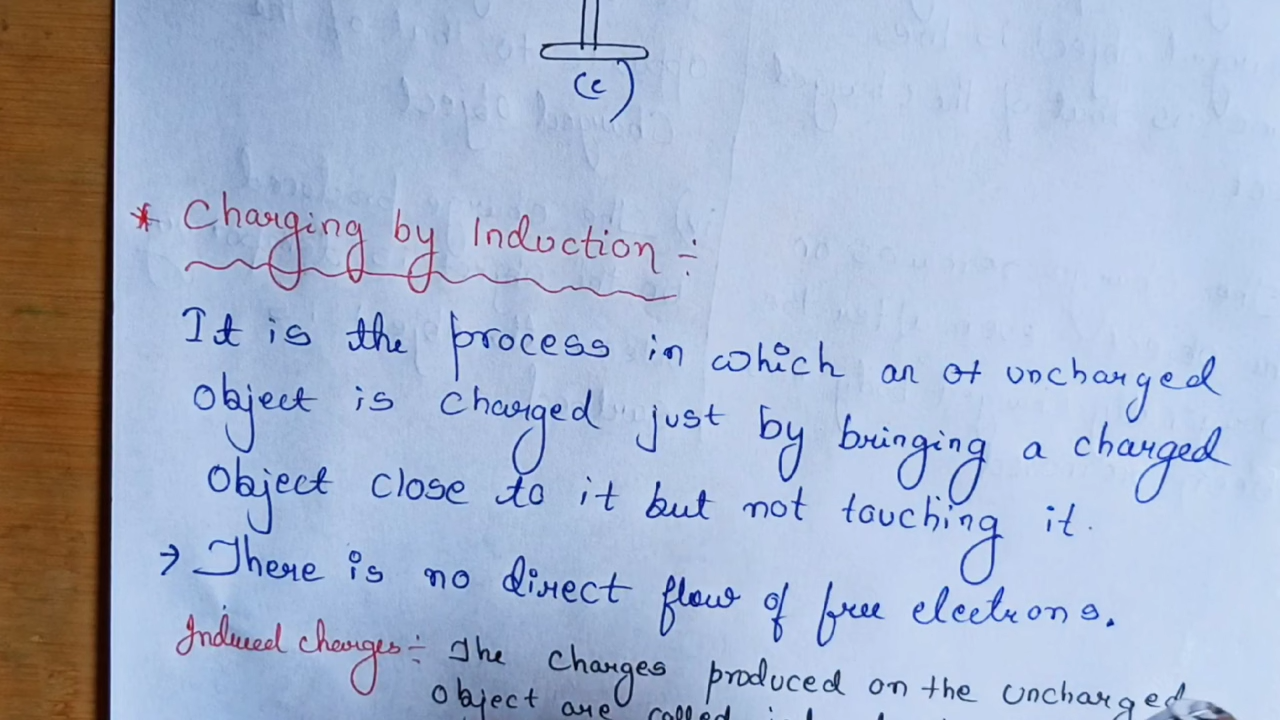 (c)
* Charging by Induction ÷
It is the process in which an of uncharged
object is charged just by bringing a charged
object close to it but not touching it.
→ There is no direct flow of free electrons.
Induced charges ÷ The charges produced on the uncharged
object are called